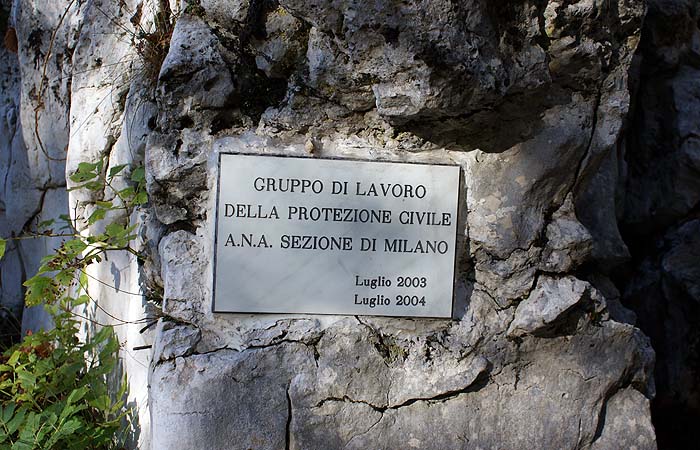 GRUPPO DI LAVORO
DELLA PROTEZIONE CIVILE
A.N.A. SEZIONE DI MILANO
Luglio 2003
Luglio 2004